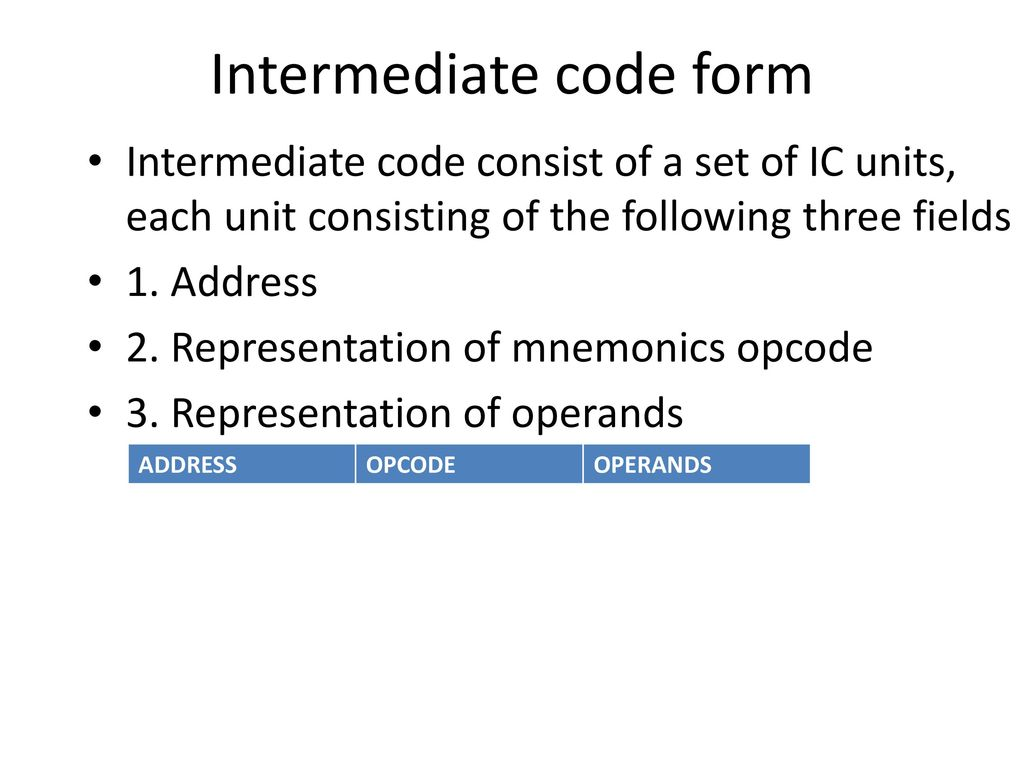 Intermediate code form
• Intermediate code consist of a set of IC units,
each unit consisting of the following three fields
• 1. Address
• 2. Representation of mnemonics opcode
• 3. Representation of operands
ADDRESS OPCODE OPERANDS